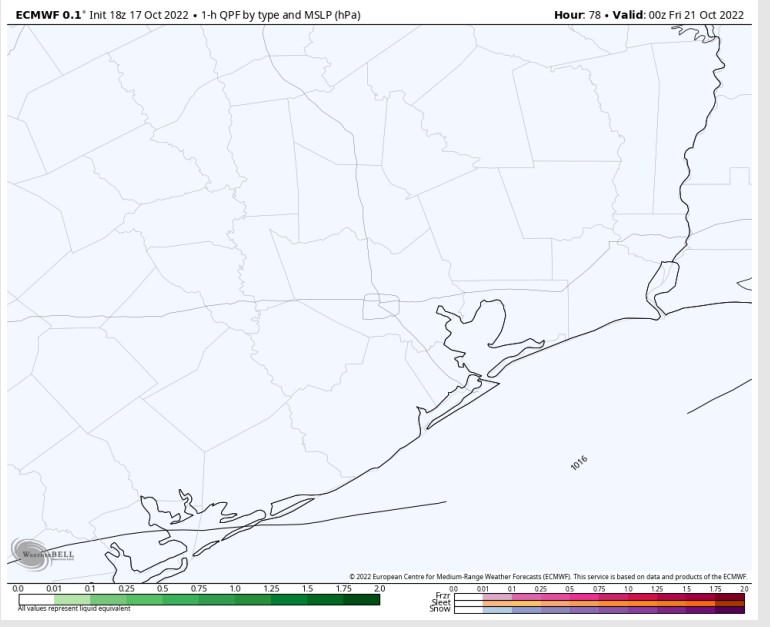 ECMWF 0.1° Init 18z 17 Oct 2022 • 1-h QPF by type and MSLP (hPa)
Hour: 78 • Valid: 00z Fri 21 Oct 2022
1016
WeatherBELL
© 2022 European Centre for Medium-Range Weather Forecasts (ECMWF). This service is based on data and products of the ECMWF.
0.0 0.01 0.1 0.25 0.5 0.75 1.0 1.25 1.5 1.75 2.0
All values represent liquid equivalent
0.0 0.01 0.1 0.25 0.5 0.75 1.0 1.25 1.5 1.75 2.0
Frzr
Sleet
Snow